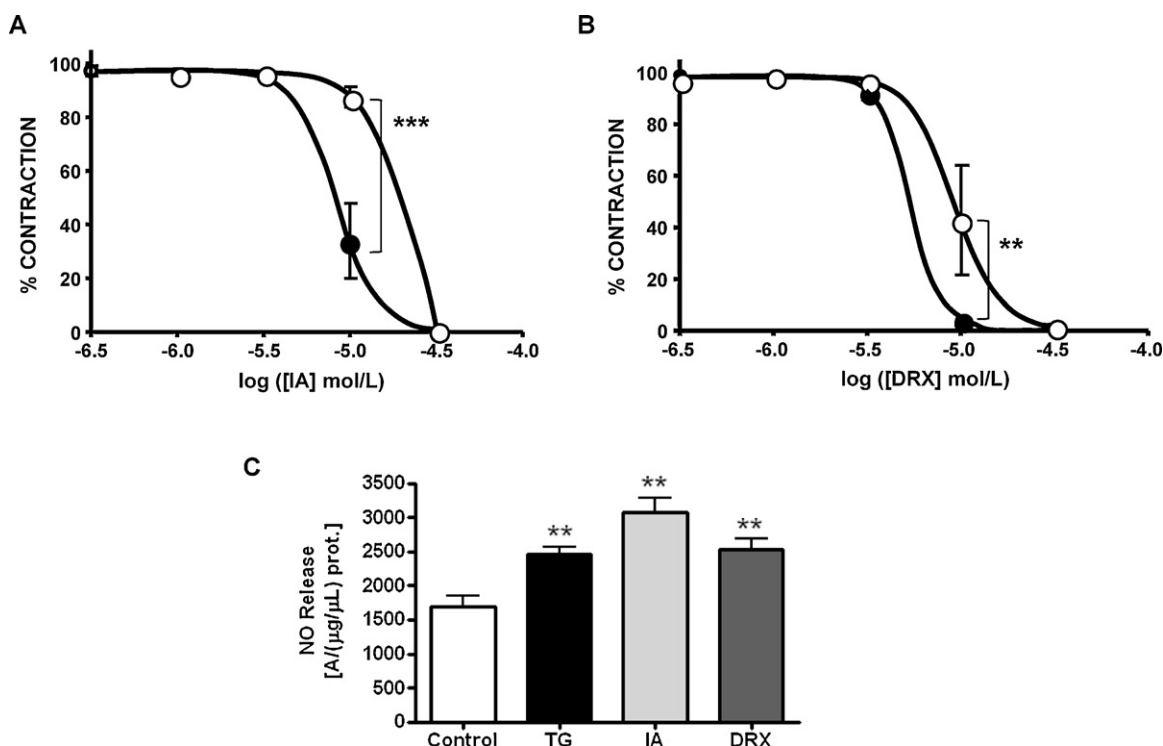 A
100
80
60
40
20
0
% CONTRACTION
***
-6.5 -6.0 -5.5 -5.0 -4.5 -4.0
log ([IA] mol/L)
B
100
80
60
40
20
0
% CONTRACTION
**
-6.5 -6.0 -5.5 -5.0 -4.5 -4.0
log ([DRX] mol/L)
C
3500
3000
2500
2000
1500
1000
500
0
NO Release
[A/(μg/μL) prot.]
** ** **
Control TG IA DRX